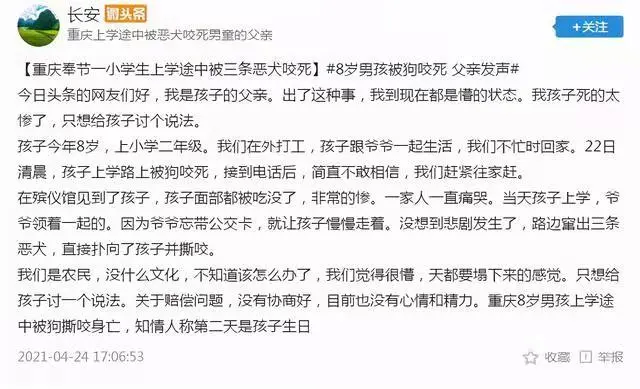 长安 微头条
重庆上学途中被恶犬咬死男童的父亲
+关注
【重庆奉节一小学生上学途中被三条恶犬咬死】#8岁男孩被狗咬死 父亲发声#
今日头条的网友们好，我是孩子的父亲。出了这种事，我到现在都是懵的状态。我孩子死的太
惨了，只想给孩子讨个说法。
孩子今年8岁，上小学二年级。我们在外打工，孩子跟爷爷一起生活，我们不忙时回家。22日
清晨，孩子上学路上被狗咬死，接到电话后，简直不敢相信，我们赶紧往家赶。
在殡仪馆见到了孩子，孩子面部都被吃没了，非常的惨。一家人一直痛哭。当天孩子上学，爷
爷领着一起的。因为爷爷忘带公交卡，就让孩子慢慢走着。没想到悲剧发生了，路边窜出三条
恶犬，直接扑向了孩子并撕咬。
我们是农民，没什么文化，不知道该怎么办了，我们觉得很懵，天都要塌下来的感觉。只想给
孩子讨一个说法。关于赔偿问题，没有协商好，目前也没有心情和精力。重庆8岁男孩上学途
中被狗撕咬身亡，知情人称第二天是孩子生日
2021-04-24 17:06:53
收藏 举报